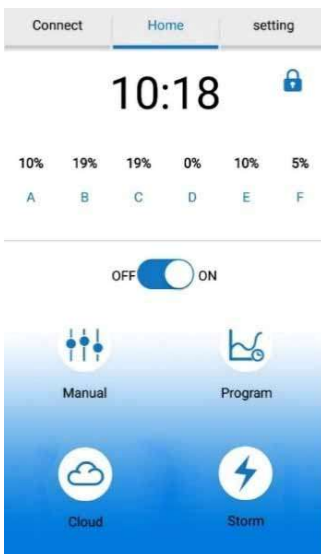 Connect Home setting
10:18
10% 19% 19% 0% 10% 5%
A B C D E F
OFF ON
Manual Program
Cloud Storm